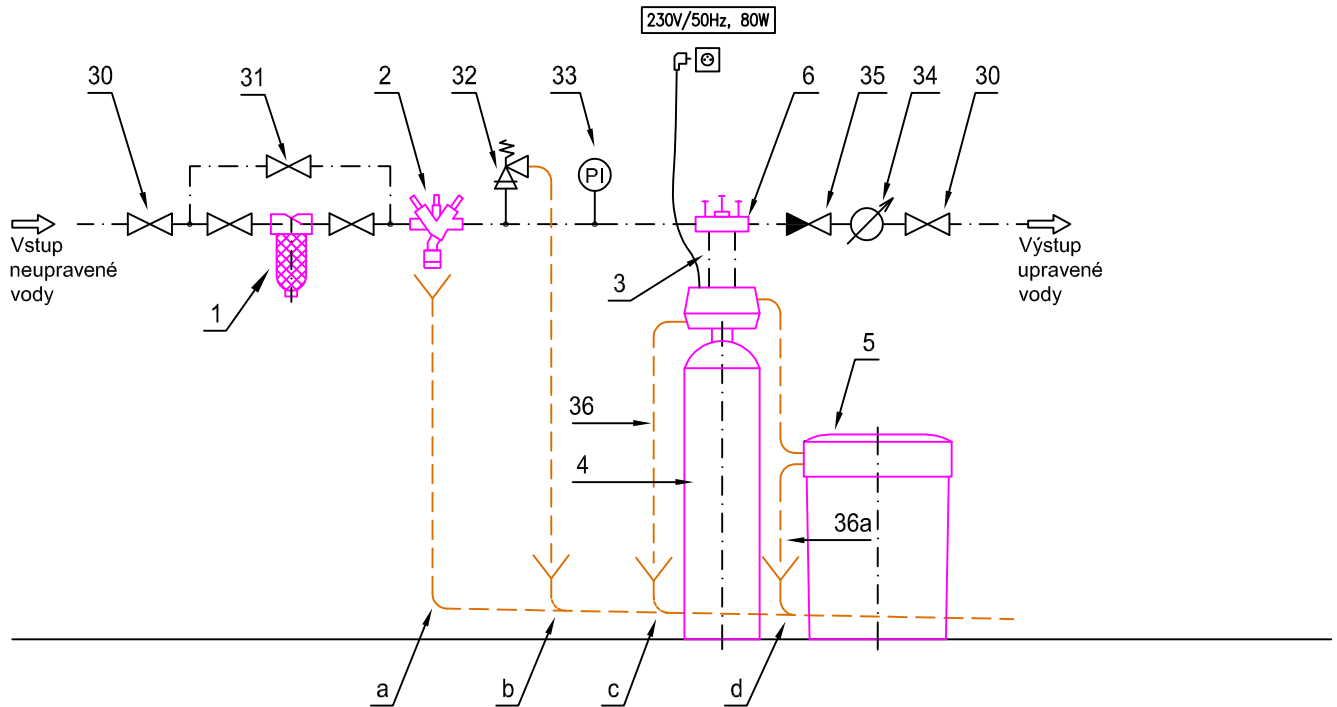 230V/50Hz, 80W
30
31
2
32
33
6
35
34
30
PI
Vstup
neupravené
vody
Výstup
upravené
vody
1
3
5
36
4
36a
a
b
c
d